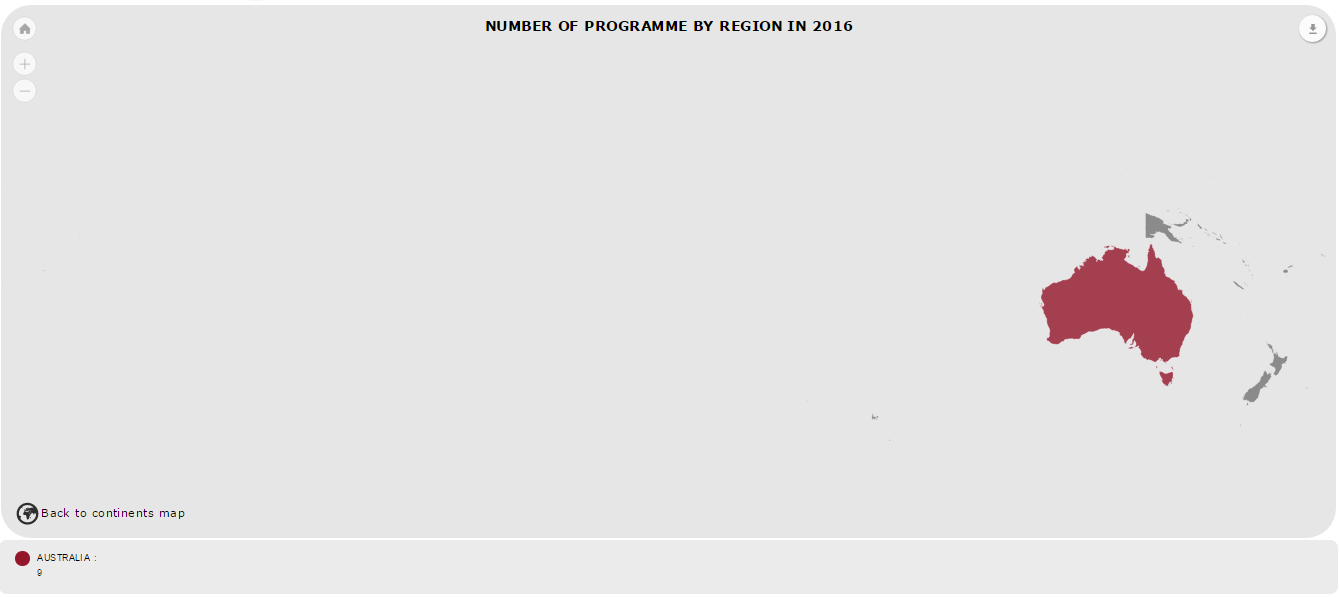 NUMBER OF PROGRAMME BY REGION IN 2016
Back to continents map
AUSTRALIA :
9